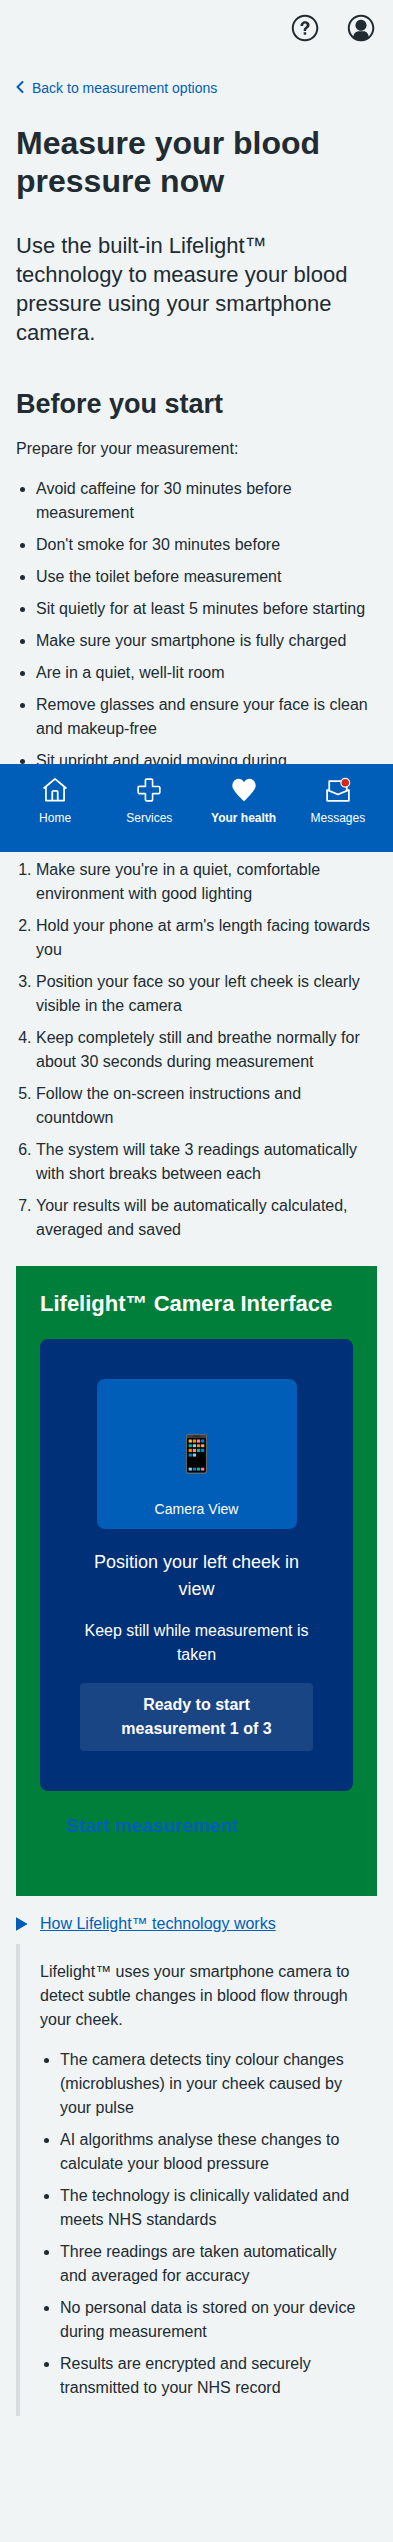 Back to measurement options
Measure your blood
pressure now
Use the built-in Lifelight™
technology to measure your blood
pressure using your smartphone
camera.
Before you start
Prepare for your measurement:
• Avoid caffeine for 30 minutes before
measurement
• Don't smoke for 30 minutes before
• Use the toilet before measurement
• Sit quietly for at least 5 minutes before starting
• Make sure your smartphone is fully charged
• Are in a quiet, well-lit room
• Remove glasses and ensure your face is clean
and makeup-free
• Sit upright and avoid moving during
Home Services Your health Messages
1. Make sure you're in a quiet, comfortable
environment with good lighting
2. Hold your phone at arm's length facing towards
you
3. Position your face so your left cheek is clearly
visible in the camera
4. Keep completely still and breathe normally for
about 30 seconds during measurement
5. Follow the on-screen instructions and
countdown
6. The system will take 3 readings automatically
with short breaks between each
7. Your results will be automatically calculated,
averaged and saved
Lifelight™ Camera Interface
Camera View
Position your left cheek in
view
Keep still while measurement is
taken
Ready to start
measurement 1 of 3
Start measurement
How Lifelight™ technology works
Lifelight™ uses your smartphone camera to
detect subtle changes in blood flow through
your cheek.
• The camera detects tiny colour changes
(microblushes) in your cheek caused by
your pulse
• AI algorithms analyse these changes to
calculate your blood pressure
• The technology is clinically validated and
meets NHS standards
• Three readings are taken automatically
and averaged for accuracy
• No personal data is stored on your device
during measurement
• Results are encrypted and securely
transmitted to your NHS record